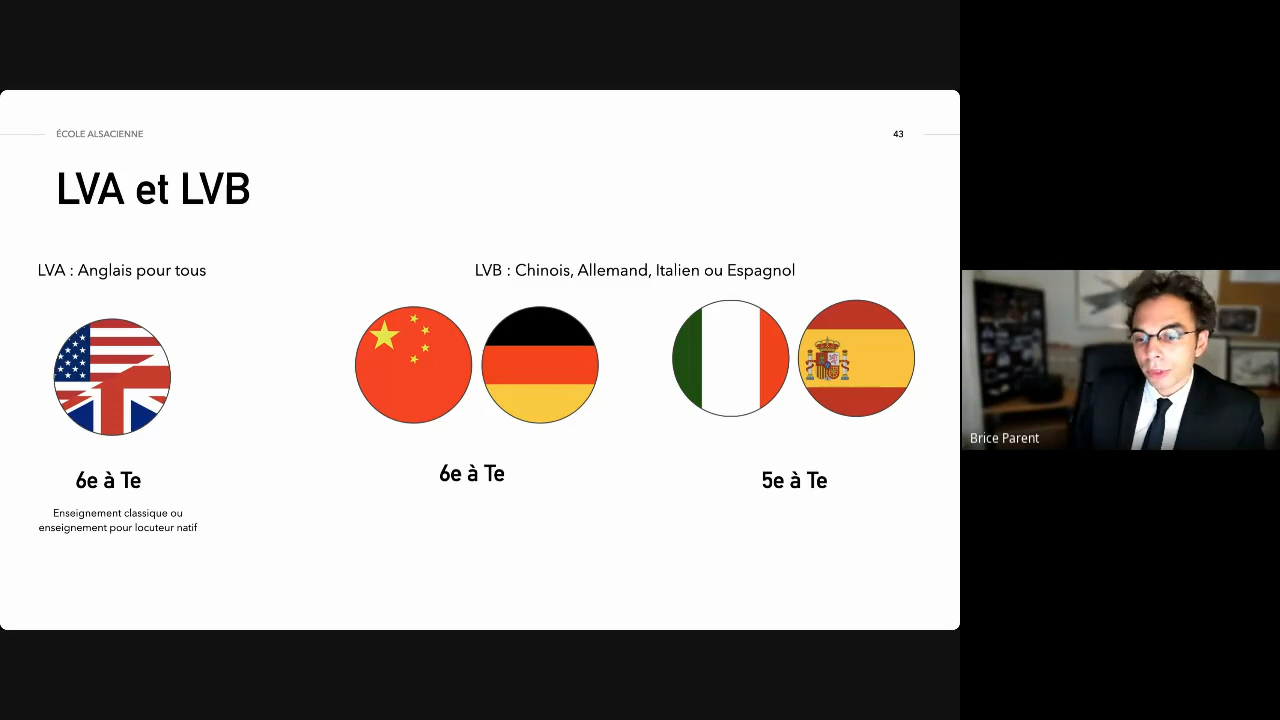 ÉCOLE ALSACIENNE
43
LVA et LVB
LVA : Anglais pour tous
LVB : Chinois, Allemand, Italien ou Espagnol
6e à Te
6e à Te
5e à Te
Enseignement classique ou
enseignement pour locuteur natif
Brice Parent